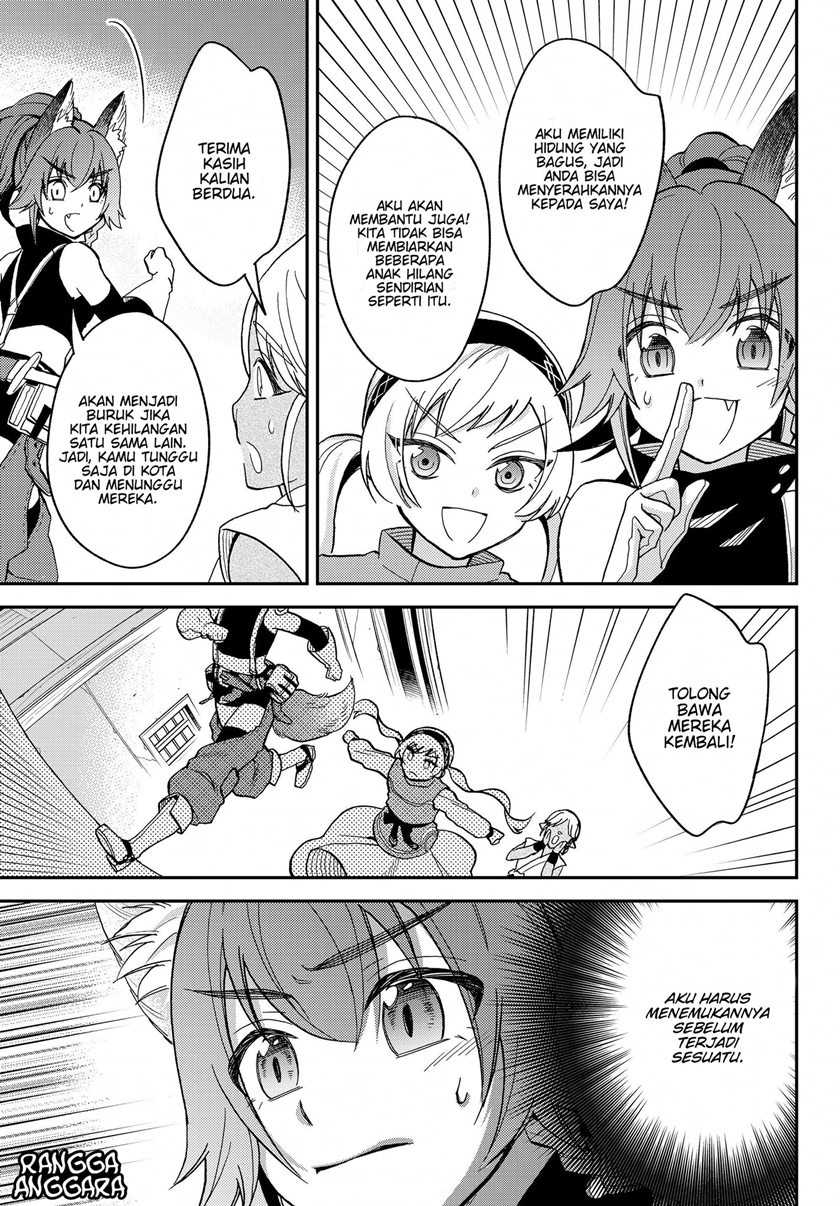 AKU MEMILIKI
HIDUNG YANG
BAGUS, JADI
ANDA BISA
MENYERAHKANNYA
KEPADA SAYA!
AKU AKAN
MEMBANTU JUGA!
KITA TIDAK BISA
MEMBIARKAN
BEBERAPA
ANAK HILANG
SENDIRIAN
SEPERTI ITU.
TERIMA
KASIH
KALIAN
BERDUA.
AKAN MENJADI
BURUK JIKA
KITA KEHILANGAN
SATU SAMA LAIN.
JADI, KAMU TUNGGU
SAJA DI KOTA
DAN MENUNGGU
MEREKA.
TOLONG
BAWA
MEREKA
KEMBALI!
AKU HARUS
MENEMUKANNYA
SEBELUM
TERJADI
SESUATU.
RANGGA
ANGGARA